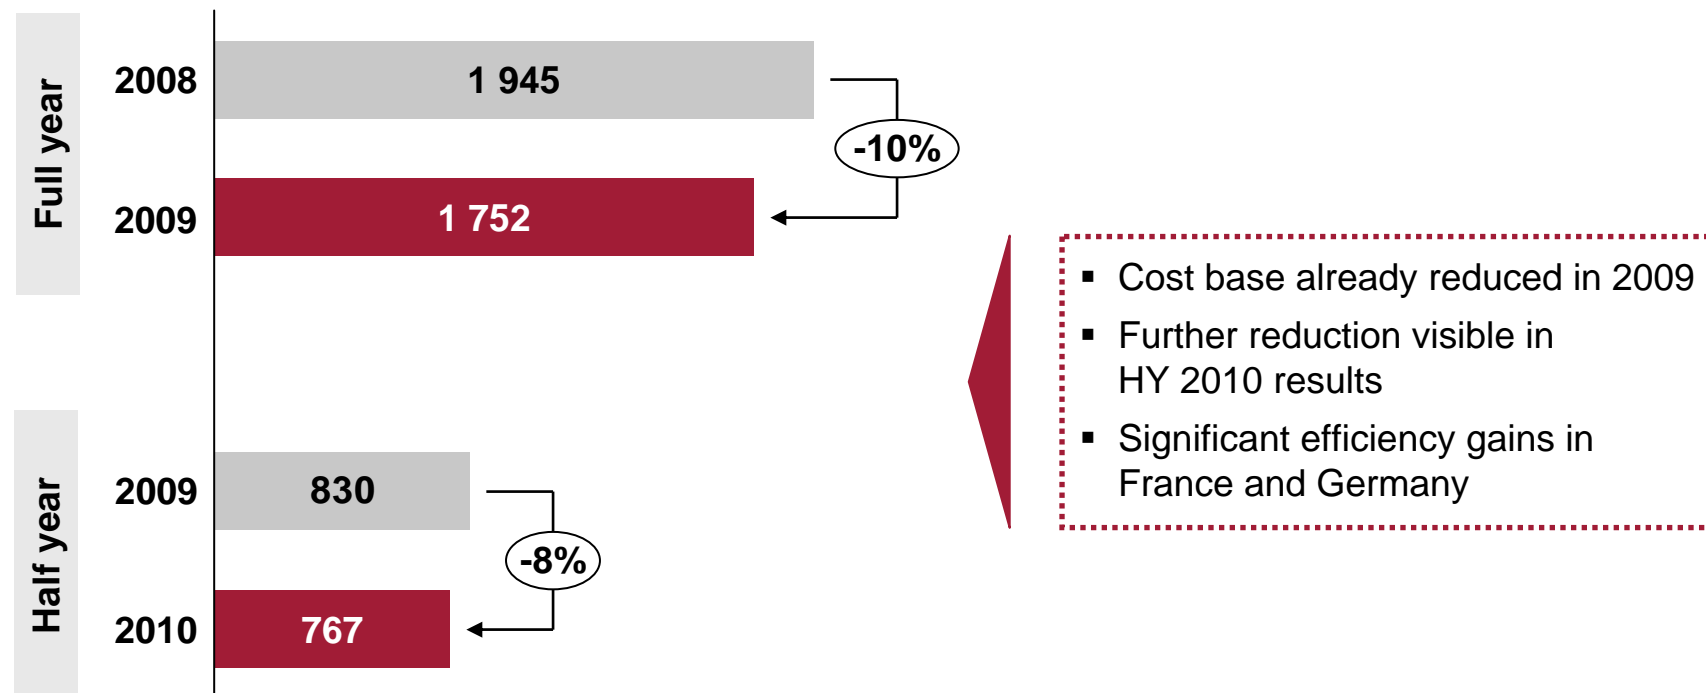 Full year
2008
1 945
-10%
2009
1 752
Half year
2009
830
-8%
2010
767
▪ Cost base already reduced in 2009
▪ Further reduction visible in
HY 2010 results
▪ Significant efficiency gains in
France and Germany